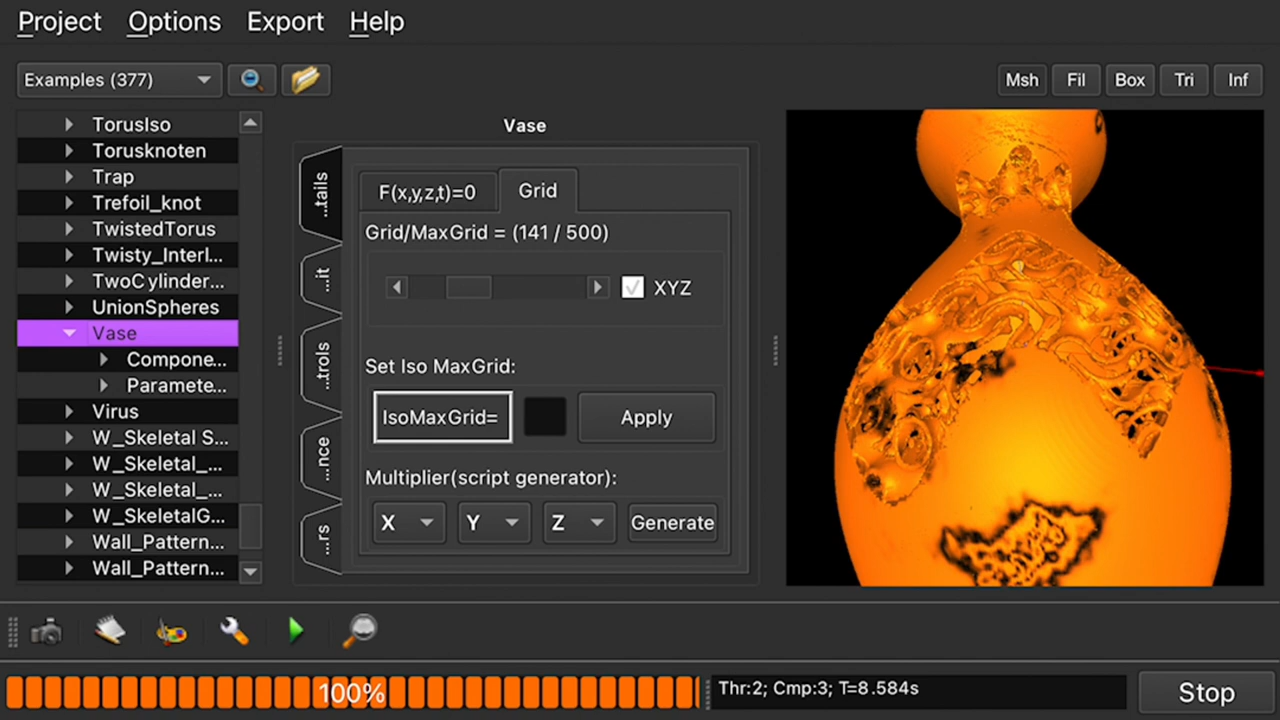 Project Options Export Help
Examples (377)
Msh Fil Box Tri Inf
TorusIso
Torusknoten
Trap
Trefoil_knot
TwistedTorus
Twisty_Interl...
TwoCylinder...
UnionSpheres
Vase
Compone...
Paramete...
Virus
W_Skeletal S...
W_Skeletal_...
W_Skeletal_...
W_SkeletalG...
Wall_Pattern...
Wall_Pattern...
Vase
...tails
...it
...trols
...nce
...rs
F(x,y,z,t)=0 Grid
Grid/MaxGrid = (141 / 500)
XYZ
Set Iso MaxGrid:
IsoMaxGrid= Apply
Multiplier(script generator):
X Y Z Generate
100%
Thr:2; Cmp:3; T=8.584s
Stop